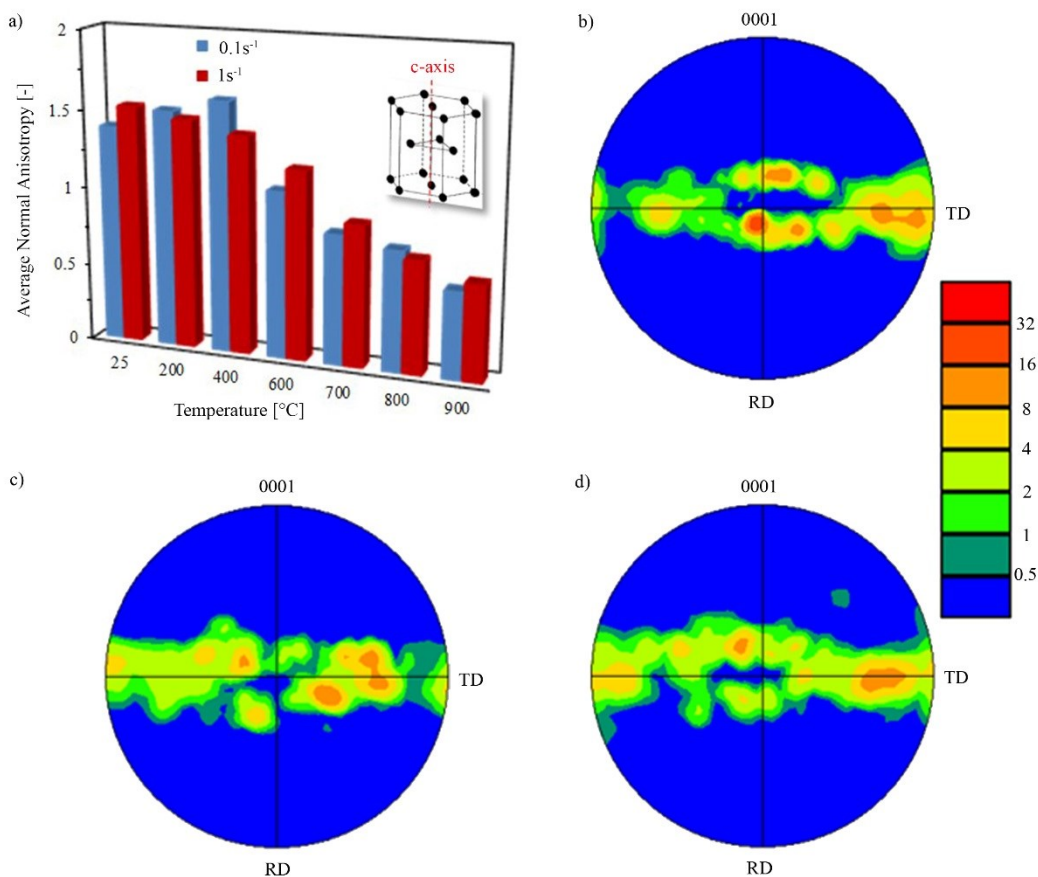 a)
2
1.5
1
0.5
0
Average Normal Anisotropy [-]
0.1s⁻¹
1s⁻¹
c-axis
25
200
400
600
700
800
900
Temperature [°C]
b)
0001
TD
RD
32
16
8
4
2
1
0.5
c)
0001
TD
RD
d)
0001
TD
RD